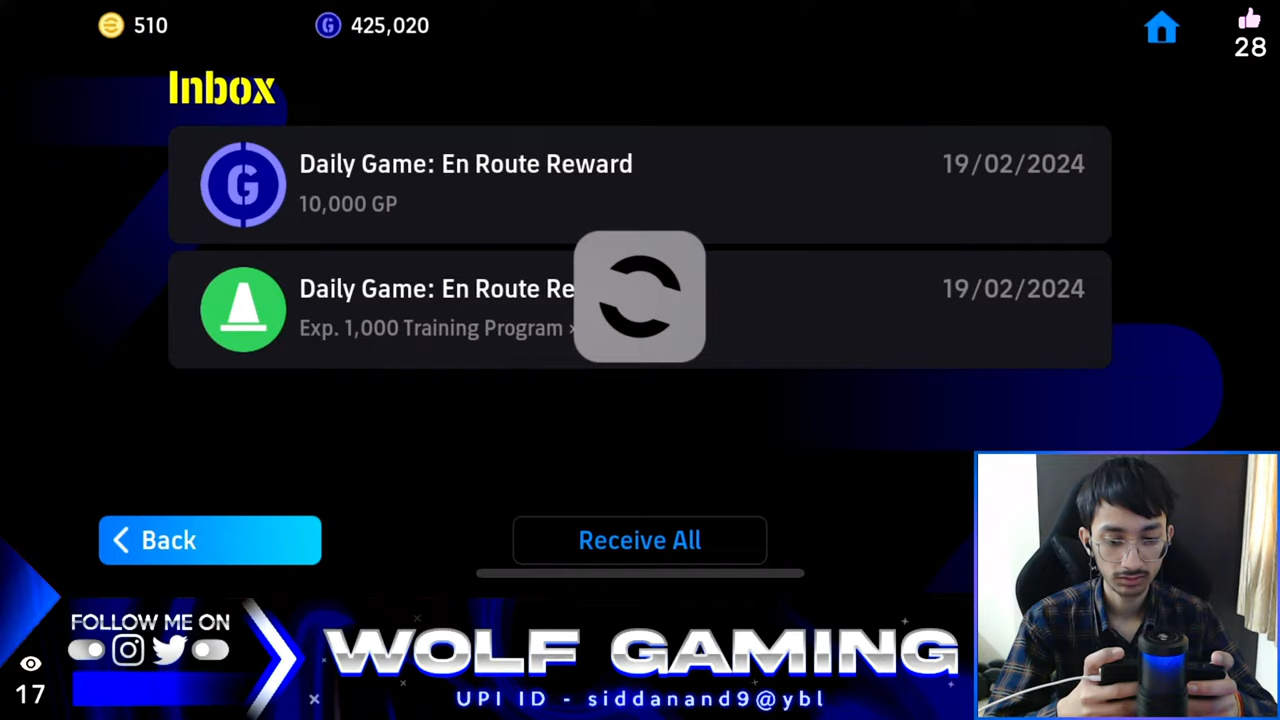 510
425,020
28
Inbox
Daily Game: En Route Reward
19/02/2024
10,000 GP
Daily Game: En Route Re
19/02/2024
Exp. 1,000 Training Program
Back
Receive All
FOLLOW ME ON
17
WOLF GAMING
UPI ID - siddanand9@ybl